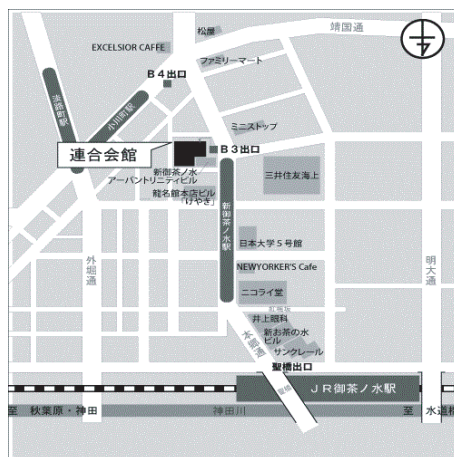 松屋
靖国通
EXCELSIOR CAFFE
ファミリーマート
B4出口
淡路町駅
小川町駅
ミニストップ
連合会館
B3出口
新御茶ノ水
アーバントリニティビル
三井住友海上
龍名館本店ビル
「けやき」
新御茶ノ水駅
日本大学5号館
外堀通
明大通
NEWYORKER'S Cafe
ニコライ堂
紅梅坂
井上眼科
本郷通
新お茶の水
ビル
サンクレール
聖橋出口
聖橋
JR御茶ノ水駅
至 秋葉原・神田
神田川
至 水道橋